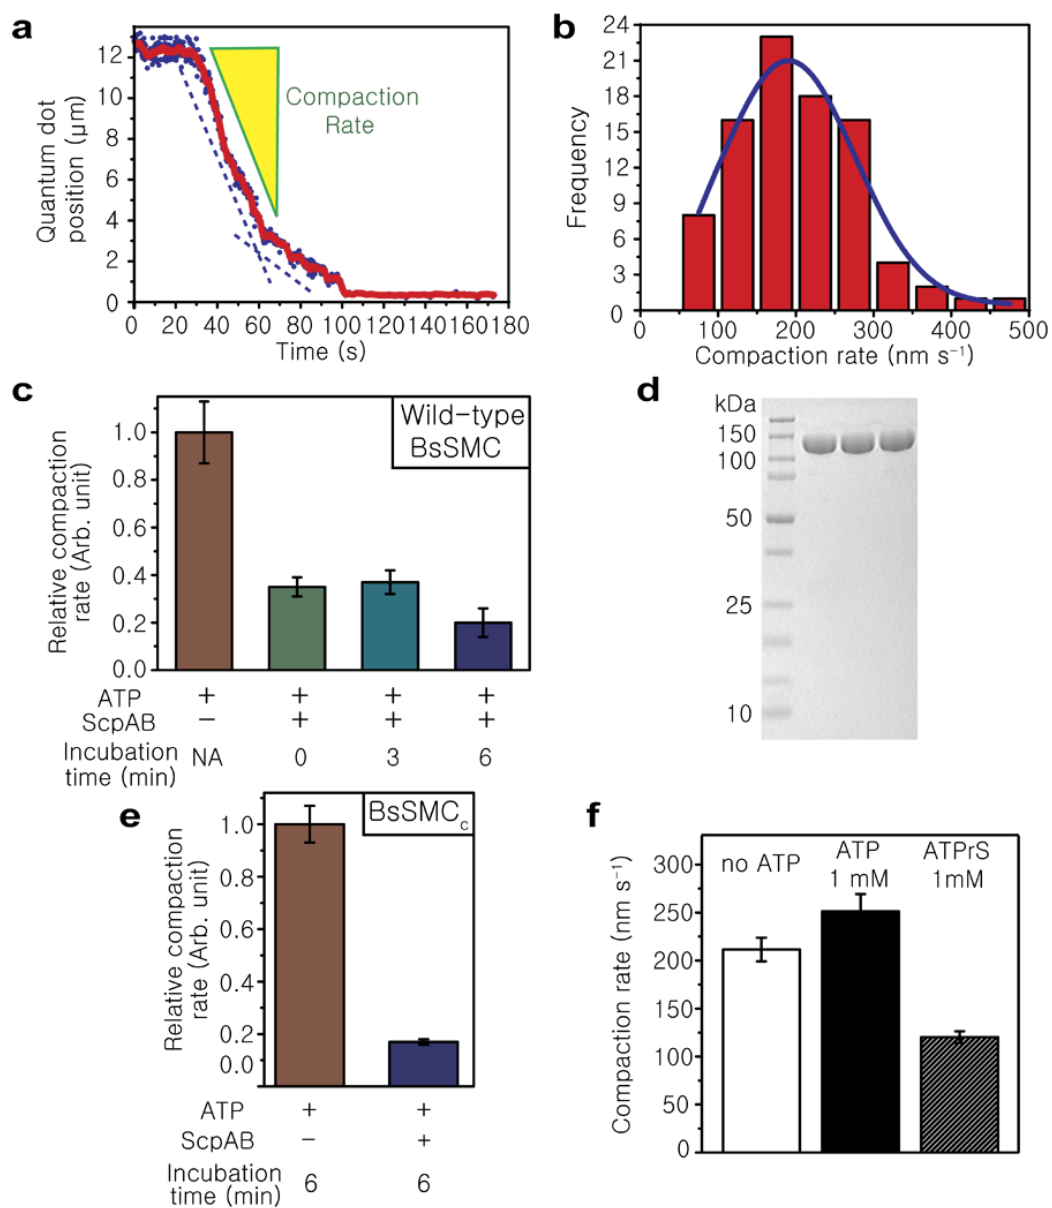 a
Quantum dot
position (μm)
12
10
8
6
4
2
0
Compaction
Rate
0 20 40 60 80 100 120 140 160 180
Time (s)
b
Frequency
24
21
18
15
12
9
6
3
0
0 100 200 300 400 500
Compaction rate (nm s⁻¹)
c
Relative compaction
rate (Arb. unit)
1.0
0.8
0.6
0.4
0.2
0.0
Wild-type
BsSMC
ATP + + + +
ScpAB − + + +
Incubation
time (min) NA 0 3 6
d
kDa
150
100
50
25
10
e
Relative compaction
rate (Arb. unit)
1.0
0.8
0.6
0.4
0.2
0.0
BsSMCc
ATP + +
ScpAB − +
Incubation
time (min) 6 6
f
Compaction rate (nm s⁻¹)
300
250
200
150
100
50
0
no ATP
ATP
1 mM
ATPrS
1mM